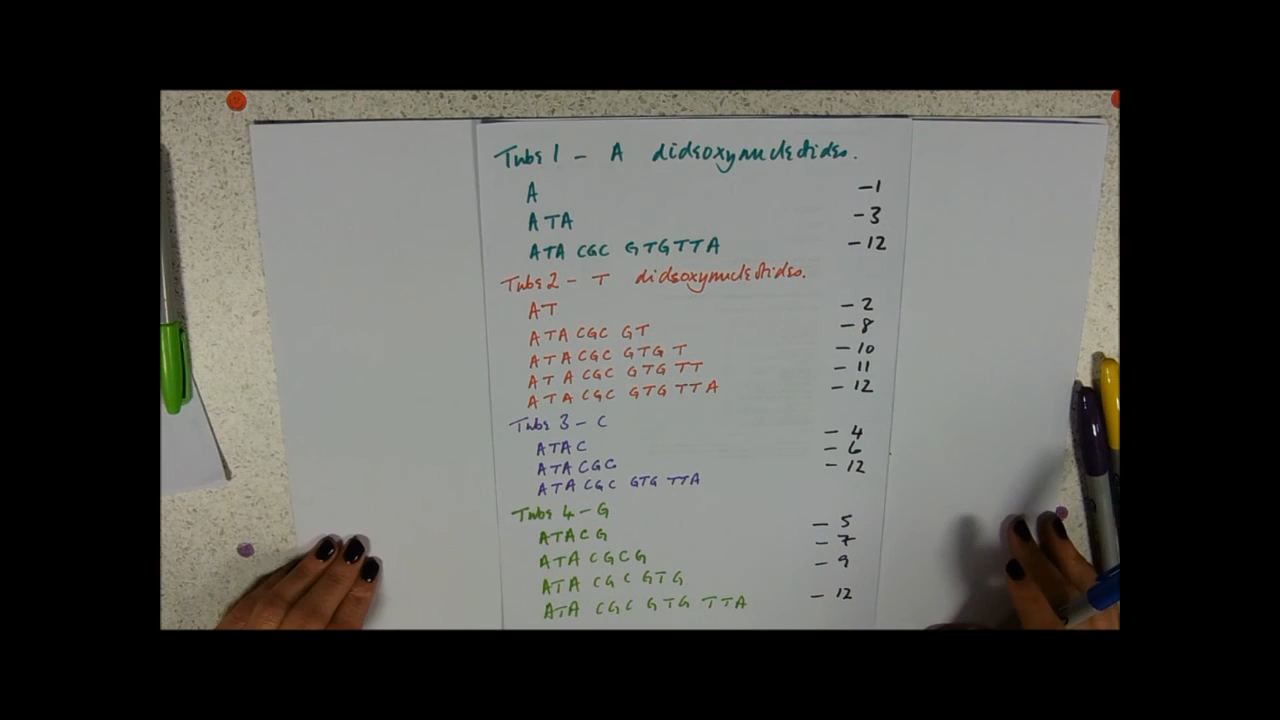 Tube 1 - A dideoxynucleotides.
A -1
ATA -3
ATA CGC GTGTTA -12
Tube 2 - T dideoxynucleotides.
AT -2
ATA CGC GT -8
ATA CGC GTG T -10
ATA CGC GTG TT -11
ATA CGC GTG TTA -12
Tube 3 - C
ATAC -4
ATA CGC -6
ATA CGC GTG TTA -12
Tube 4 - G
ATACG -5
ATA CGCG -7
ATA CGC GTG -9
ATA CGC GTG TTA -12